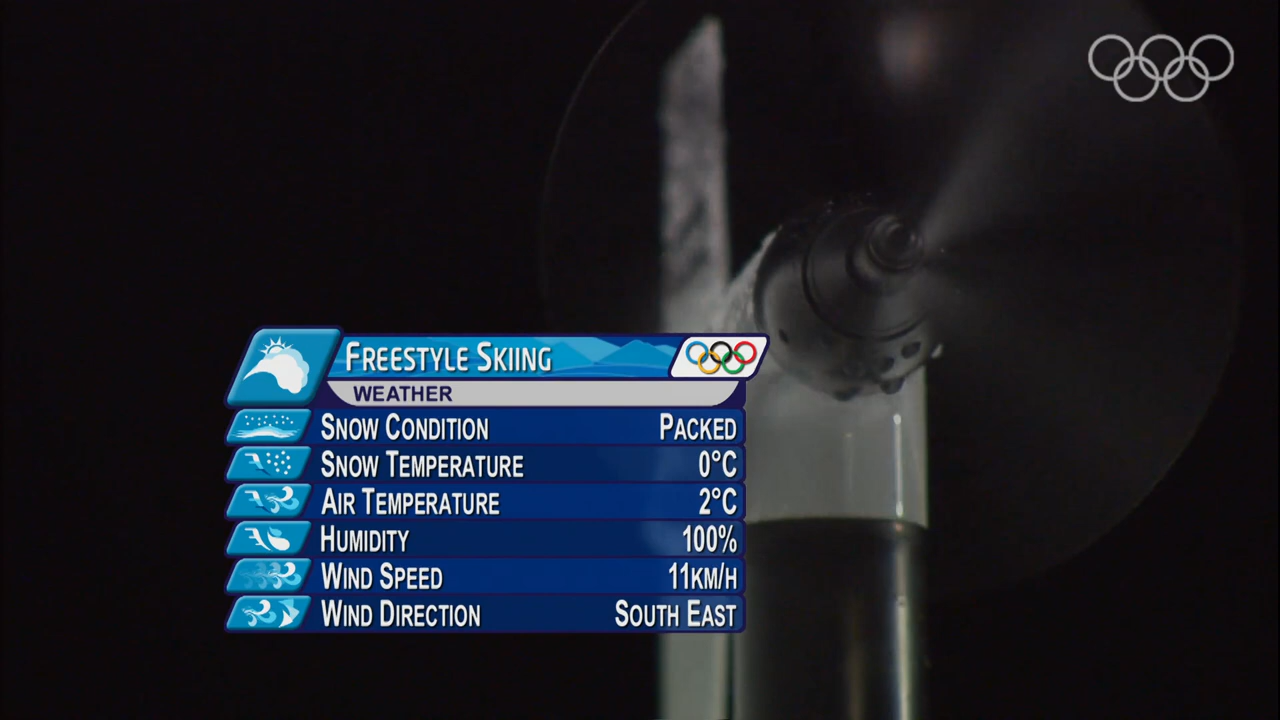 FREESTYLE SKIING
WEATHER
SNOW CONDITION PACKED
SNOW TEMPERATURE 0°C
AIR TEMPERATURE 2°C
HUMIDITY 100%
WIND SPEED 11KM/H
WIND DIRECTION SOUTH EAST